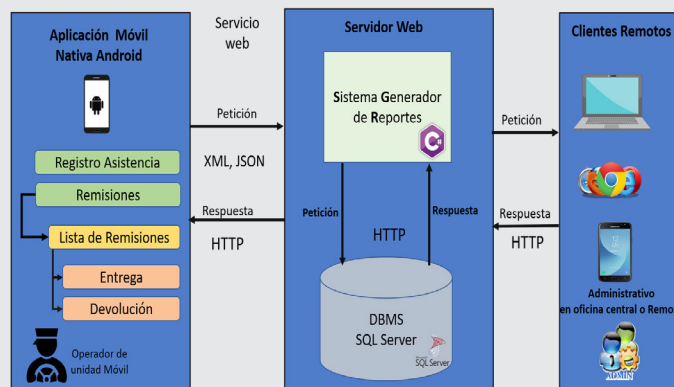 Aplicación Móvil
Nativa Android
Registro Asistencia
Remisiones
Lista de Remisiones
Entrega
Devolución
Operador de
unidad Móvil
Servicio
web
Petición
XML, JSON
Respuesta
HTTP
Servidor Web
Sistema Generador
de Reportes
C#
Petición
Respuesta
HTTP
DBMS
SQL Server
SQL Server
Petición
Respuesta
HTTP
Clientes Remotos
Administrativo
en oficina central o Remo
ADMIN